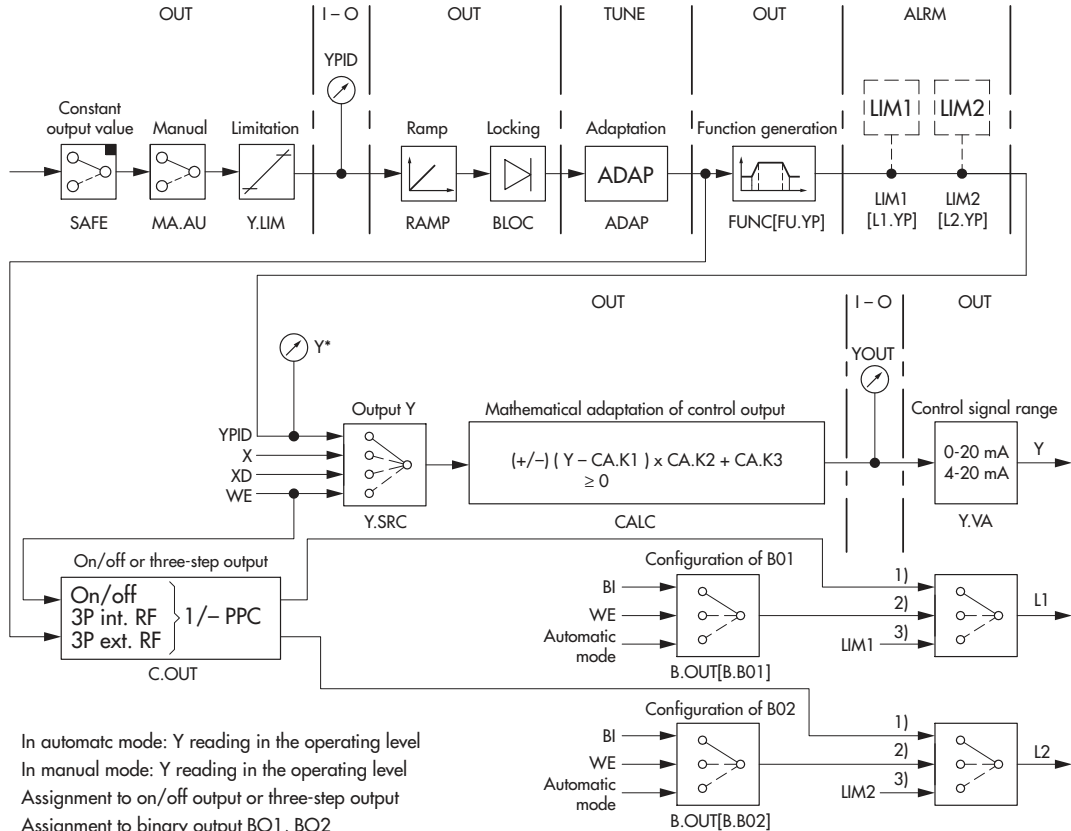 OUT I – O OUT TUNE OUT ALRM
YPID
LIM1 LIM2
Constant output value
Manual
Limitation
Ramp
Locking
Adaptation
Function generation
ADAP
SAFE
MA.AU
Y.LIM
RAMP
BLOC
ADAP
FUNC[FU.YP]
LIM1
[L1.YP]
LIM2
[L2.YP]
OUT I – O OUT
Y*
YOUT
Output Y
Mathematical adaptation of control output
Control signal range
YPID
X
XD
WE
(+/–) ( Y – CA.K1 ) x CA.K2 + CA.K3
≥ 0
0-20 mA
4-20 mA
Y
Y.SRC
CALC
Y.VA
On/off or three-step output
On/off
3P int. RF
3P ext. RF
1/– PPC
C.OUT
Configuration of B01
BI
WE
Automatic
mode
B.OUT[B.B01]
1)
2)
LIM1 3)
L1
Configuration of B02
BI
WE
Automatic
mode
B.OUT[B.B02]
1)
2)
LIM2 3)
L2
In automatc mode: Y reading in the operating level
In manual mode: Y reading in the operating level
Assignment to on/off output or three-step output
Assignment to binary output BO1, BO2